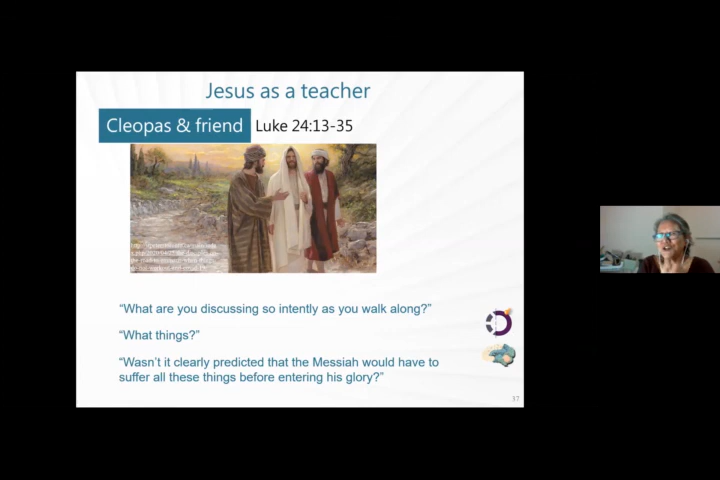 Jesus as a teacher
Cleopas & friend
Luke 24:13-35
“What are you discussing so intently as you walk along?”
“What things?”
“Wasn’t it clearly predicted that the Messiah would have to
suffer all these things before entering his glory?”
37